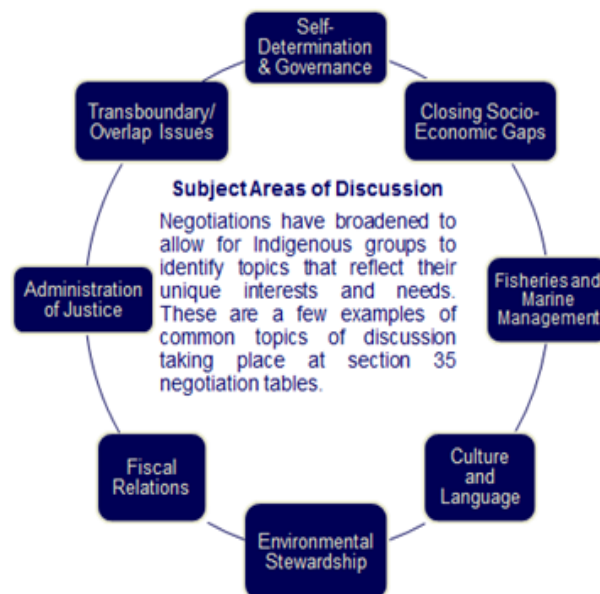 Self-
Determination
& Governance
Closing Socio-
Economic Gaps
Fisheries and
Marine
Management
Culture
and
Language
Environmental
Stewardship
Fiscal
Relations
Administration
of Justice
Transboundary/
Overlap Issues
Subject Areas of Discussion
Negotiations have broadened to
allow for Indigenous groups to
identify topics that reflect their
unique interests and needs.
These are a few examples of
common topics of discussion
taking place at section 35
negotiation tables.